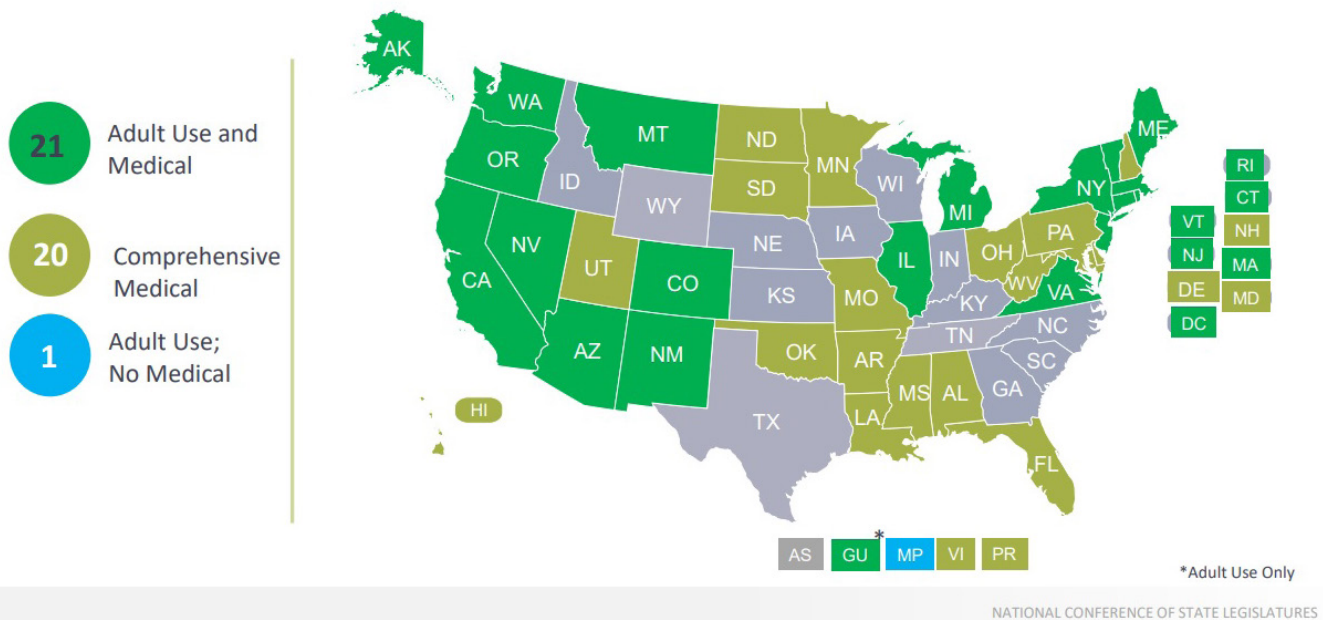 21
Adult Use and
Medical
20
Comprehensive
Medical
1
Adult Use;
No Medical
AK
WA
MT
ND
MN
ME
OR
ID
WY
SD
WI
MI
NY
NV
UT
CO
NE
IA
IL
IN
OH
PA
CA
KS
MO
WV
VA
KY
AZ
NM
OK
AR
TN
NC
SC
TX
LA
MS
AL
GA
FL
HI
RI
CT
VT
NH
NJ
MA
DE
MD
DC
*
AS
GU
MP
VI
PR
*Adult Use Only
NATIONAL CONFERENCE OF STATE LEGISLATURES